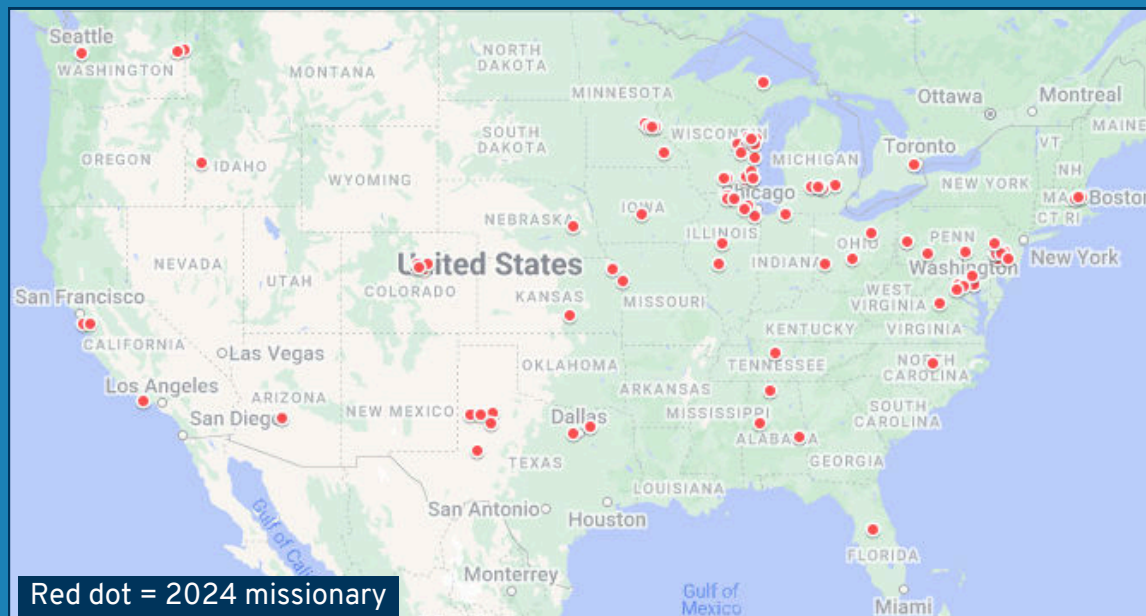 Seattle
WASHINGTON
MONTANA
NORTH
DAKOTA
MINNESOTA
Ottawa
Montreal
MAINE
OREGON
IDAHO
SOUTH
DAKOTA
WISCONSIN
MICHIGAN
Toronto
VT
NH
WYOMING
NEW YORK
MA
Boston
CT RI
IOWA
Chicago
NEBRASKA
NEVADA
UTAH
United States
COLORADO
ILLINOIS
INDIANA
OHIO
PENN
New York
Washington
San Francisco
CALIFORNIA
KANSAS
MISSOURI
WEST
VIRGINIA
KENTUCKY
VIRGINIA
Las Vegas
OKLAHOMA
TENNESSEE
NORTH
CAROLINA
Los Angeles
ARIZONA
NEW MEXICO
ARKANSAS
San Diego
Dallas
MISSISSIPPI
SOUTH
CAROLINA
ALABAMA
TEXAS
GEORGIA
LOUISIANA
San Antonio
Houston
Gulf of Cali
FLORIDA
Monterrey
Gulf of
Mexico
Miami
Red dot = 2024 missionary